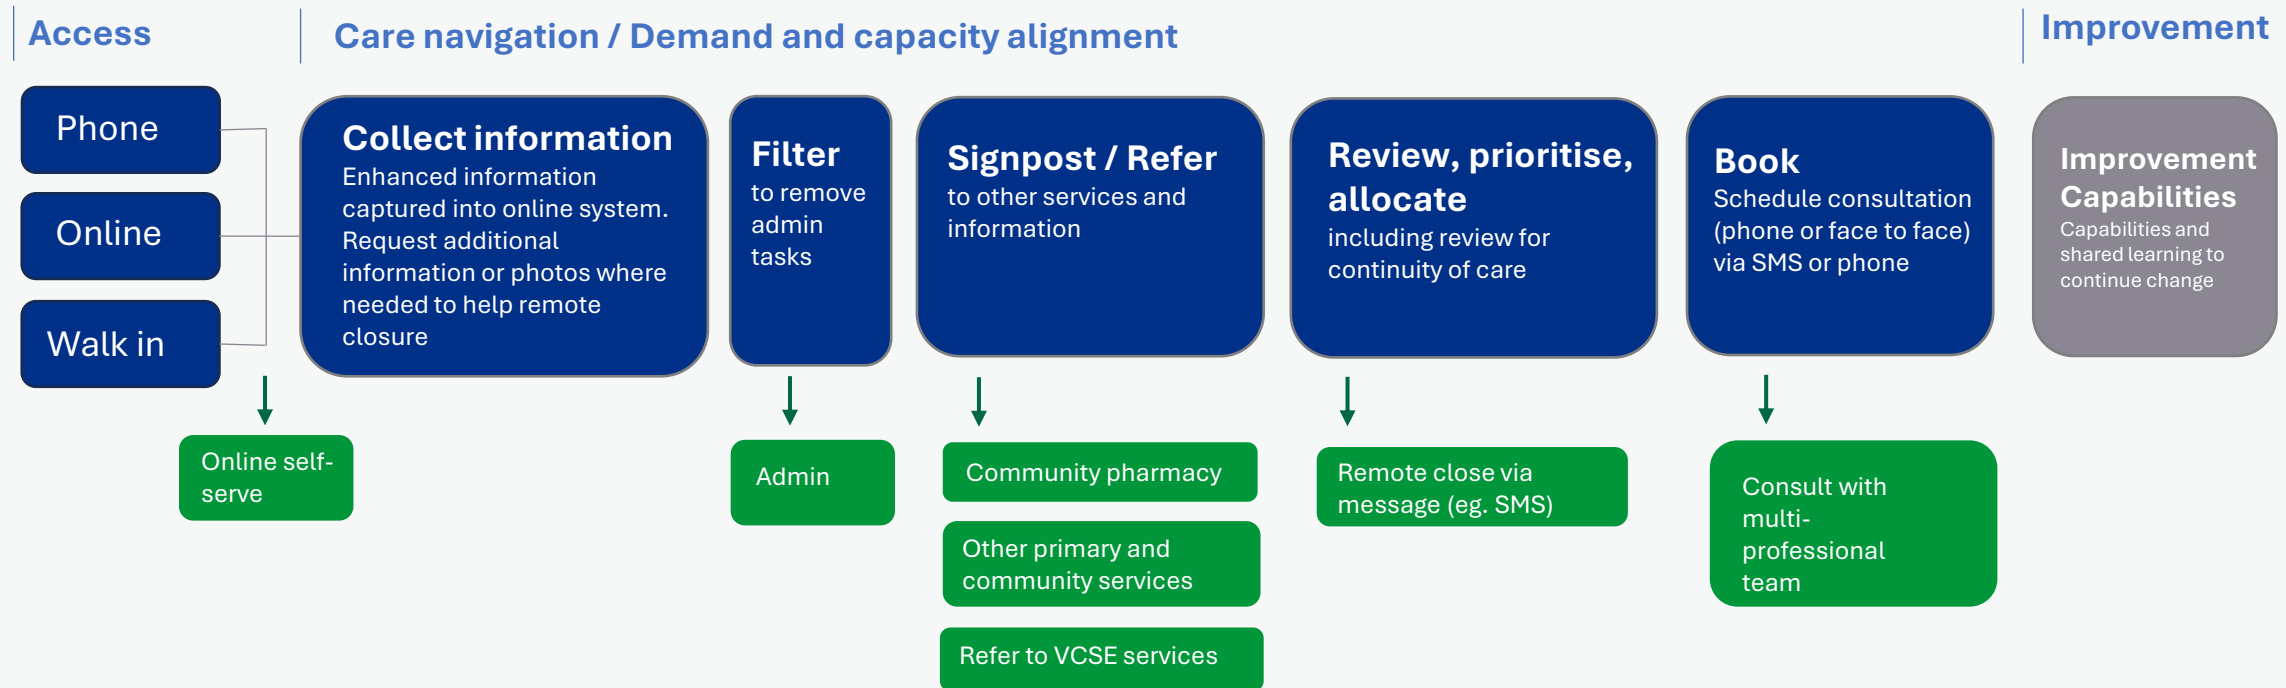 Access
Care navigation / Demand and capacity alignment
Improvement
Phone
Online
Walk in
Collect information
Enhanced information
captured into online system.
Request additional
information or photos where
needed to help remote
closure
Filter
to remove
admin
tasks
Signpost / Refer
to other services and
information
Review, prioritise,
allocate
including review for
continuity of care
Book
Schedule consultation
(phone or face to face)
via SMS or phone
Improvement
Capabilities
Capabilities and
shared learning to
continue change
Online self-
serve
Admin
Community pharmacy
Other primary and
community services
Refer to VCSE services
Remote close via
message (eg. SMS)
Consult with
multi-
professional
team